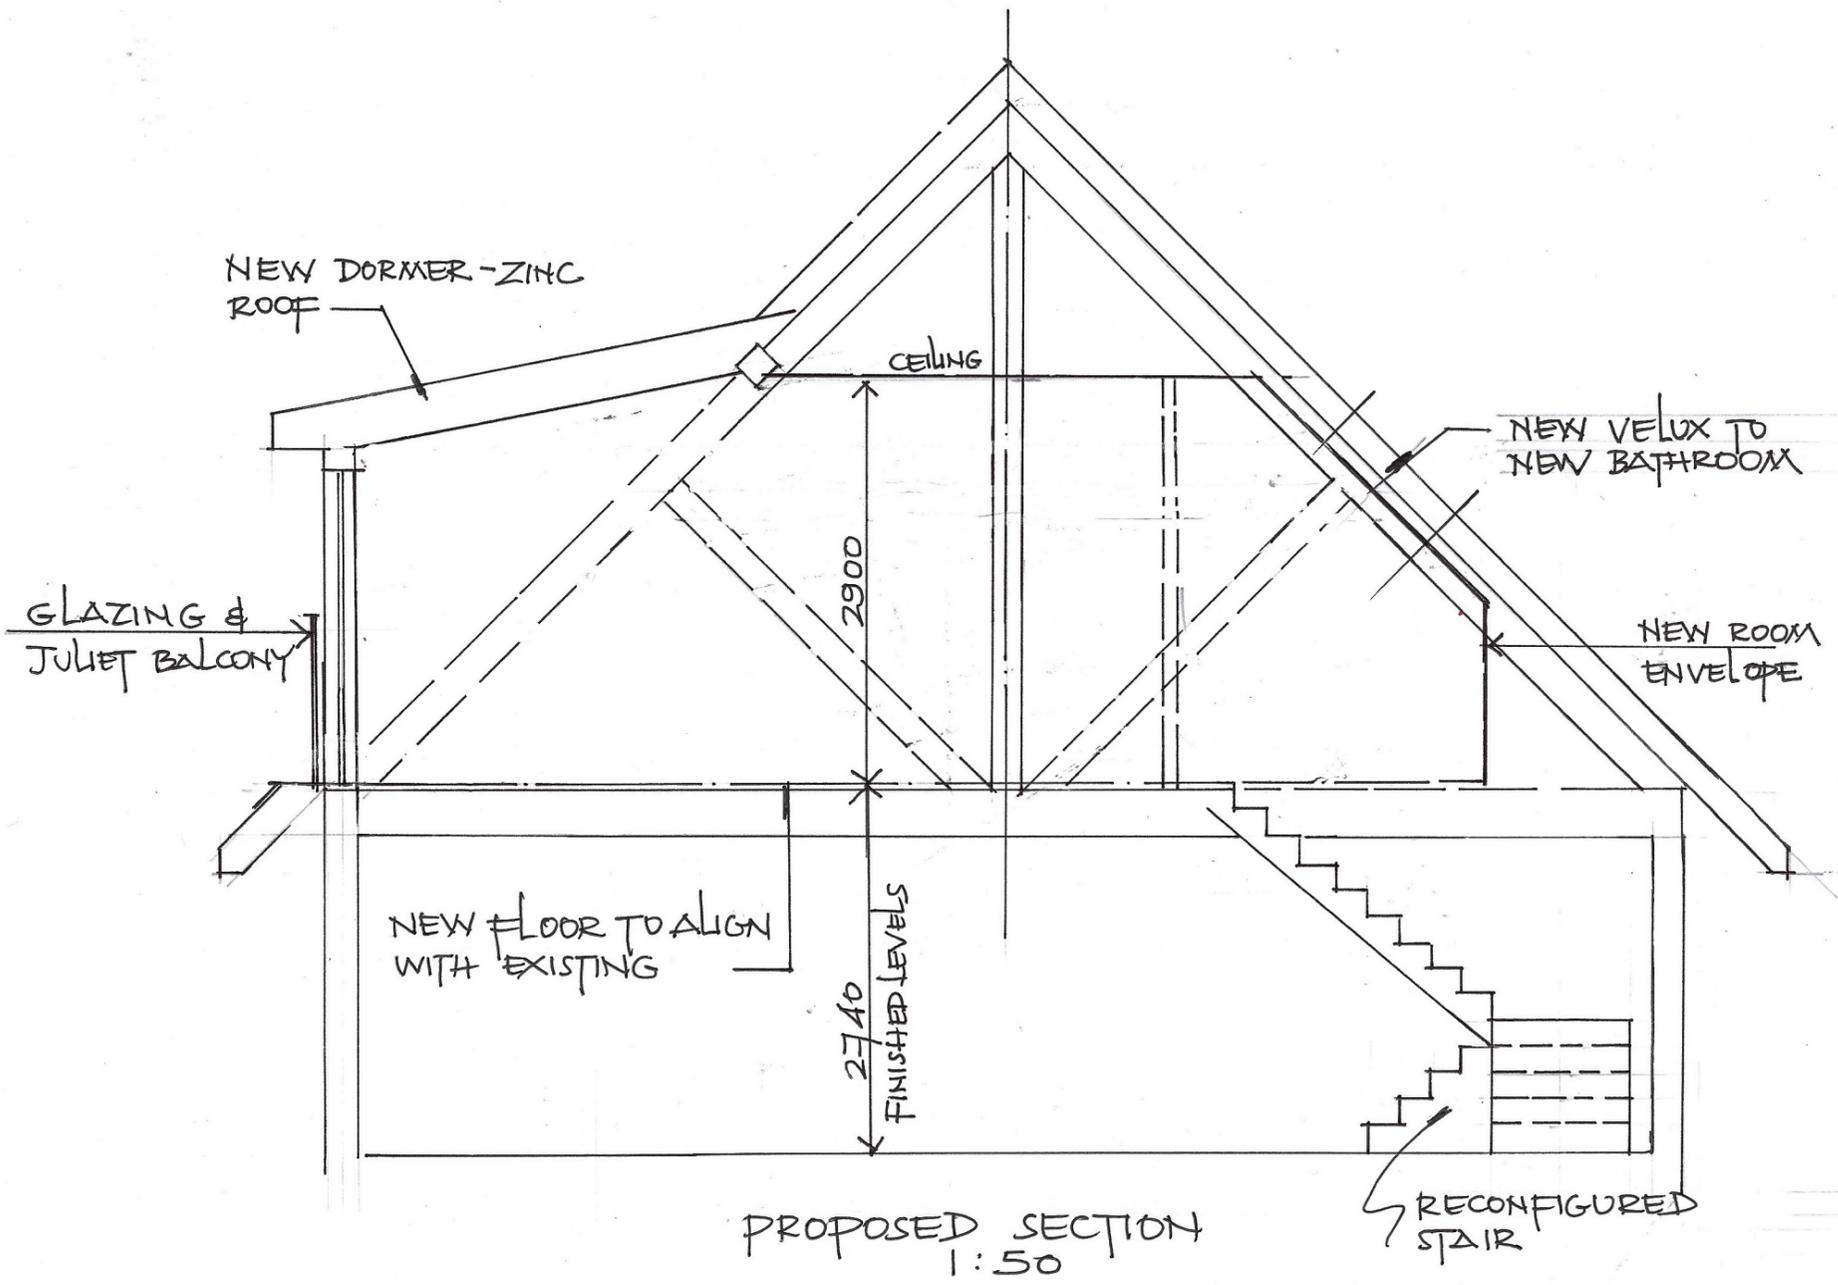 NEW DORMER-ZINC
ROOF
CEILING
NEW VELUX TO
NEW BATHROOM
2900
GLAZING &
JULIET BALCONY
NEW ROOM
ENVELOPE
NEW FLOOR TO ALIGN
WITH EXISTING
2740
FINISHED LEVELS
RECONFIGURED
STAIR
PROPOSED SECTION
1:50